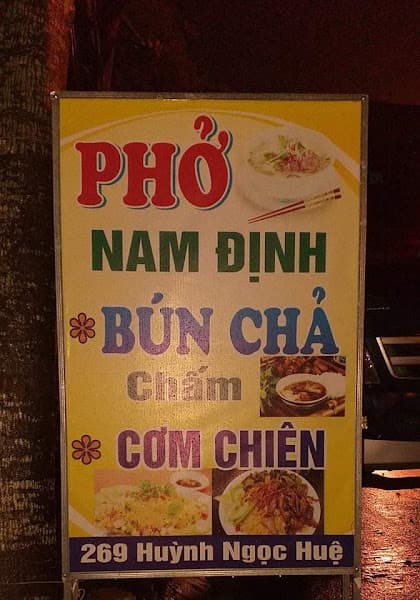 PHỞ
NAM ĐỊNH
BÚN CHẢ
Chấm
CƠM CHIÊN
269 Huỳnh Ngọc Huệ